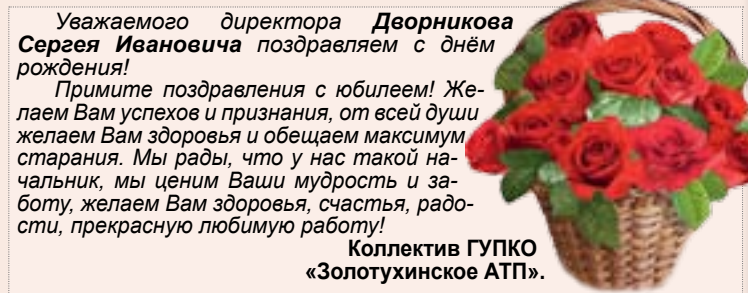 Уважаемого директора Дворникова
Сергея Ивановича поздравляем с днём
рождения!
Примите поздравления с юбилеем! Же-
лаем Вам успехов и признания, от всей души
желаем Вам здоровья и обещаем максимум
старания. Мы рады, что у нас такой на-
чальник, мы ценим Ваши мудрость и за-
боту, желаем Вам здоровья, счастья, радо-
сти, прекрасную любимую работу!
Коллектив ГУПКО
«Золотухинское АТП».